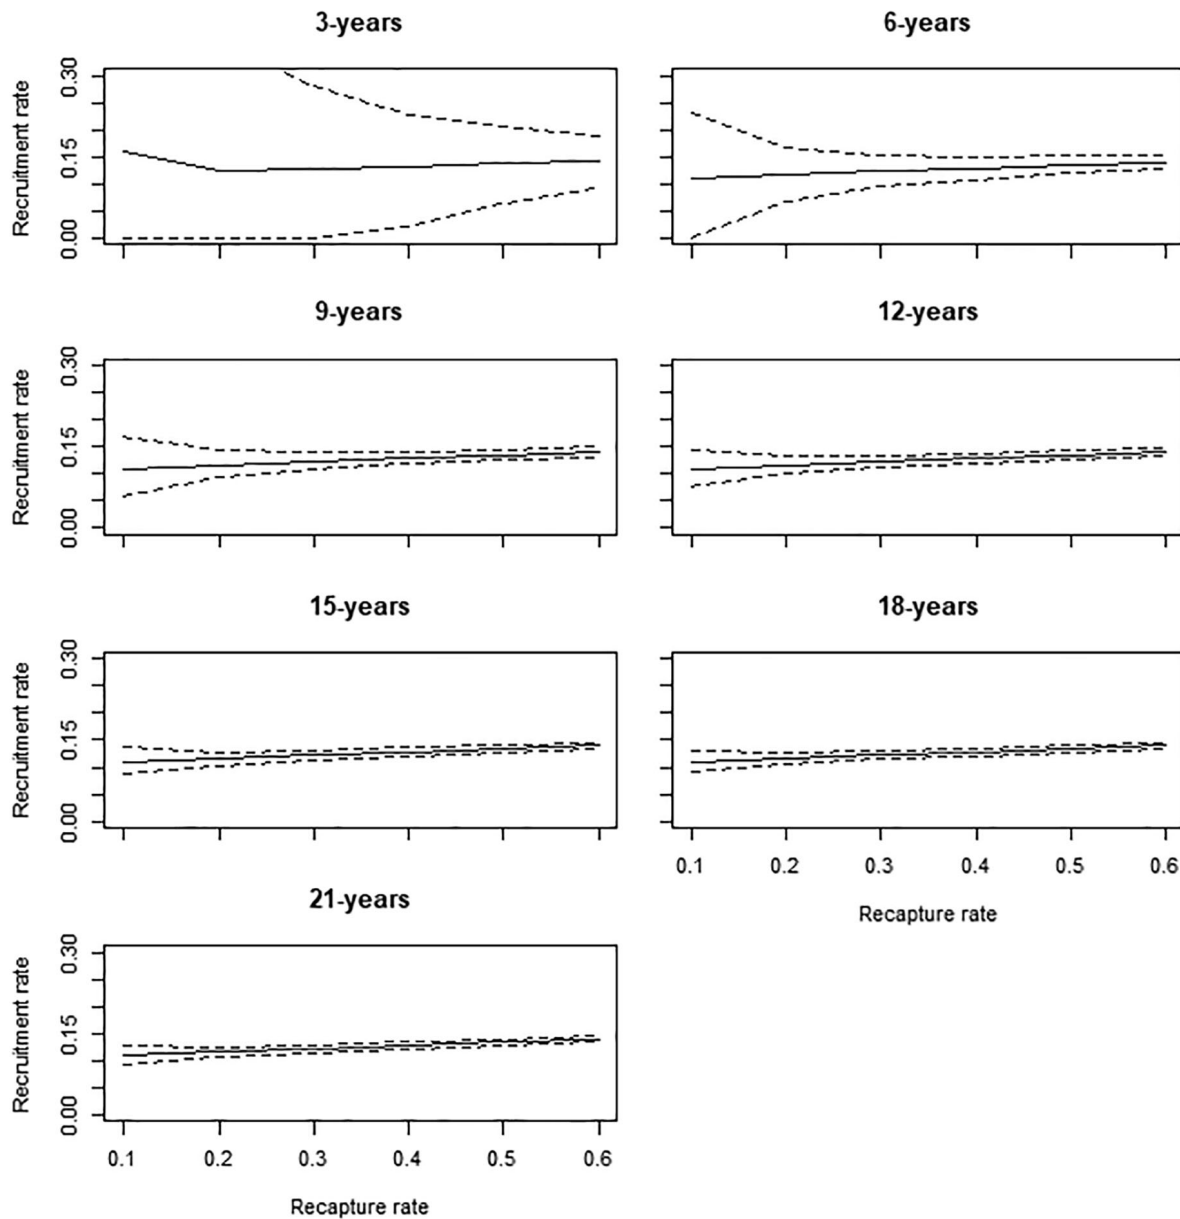 3-years
6-years
Recruitment rate
0.00 0.15 0.30
9-years
12-years
Recruitment rate
0.00 0.15 0.30
15-years
18-years
Recruitment rate
0.00 0.15 0.30
0.1 0.2 0.3 0.4 0.5 0.6
Recapture rate
21-years
Recruitment rate
0.00 0.15 0.30
0.1 0.2 0.3 0.4 0.5 0.6
Recapture rate